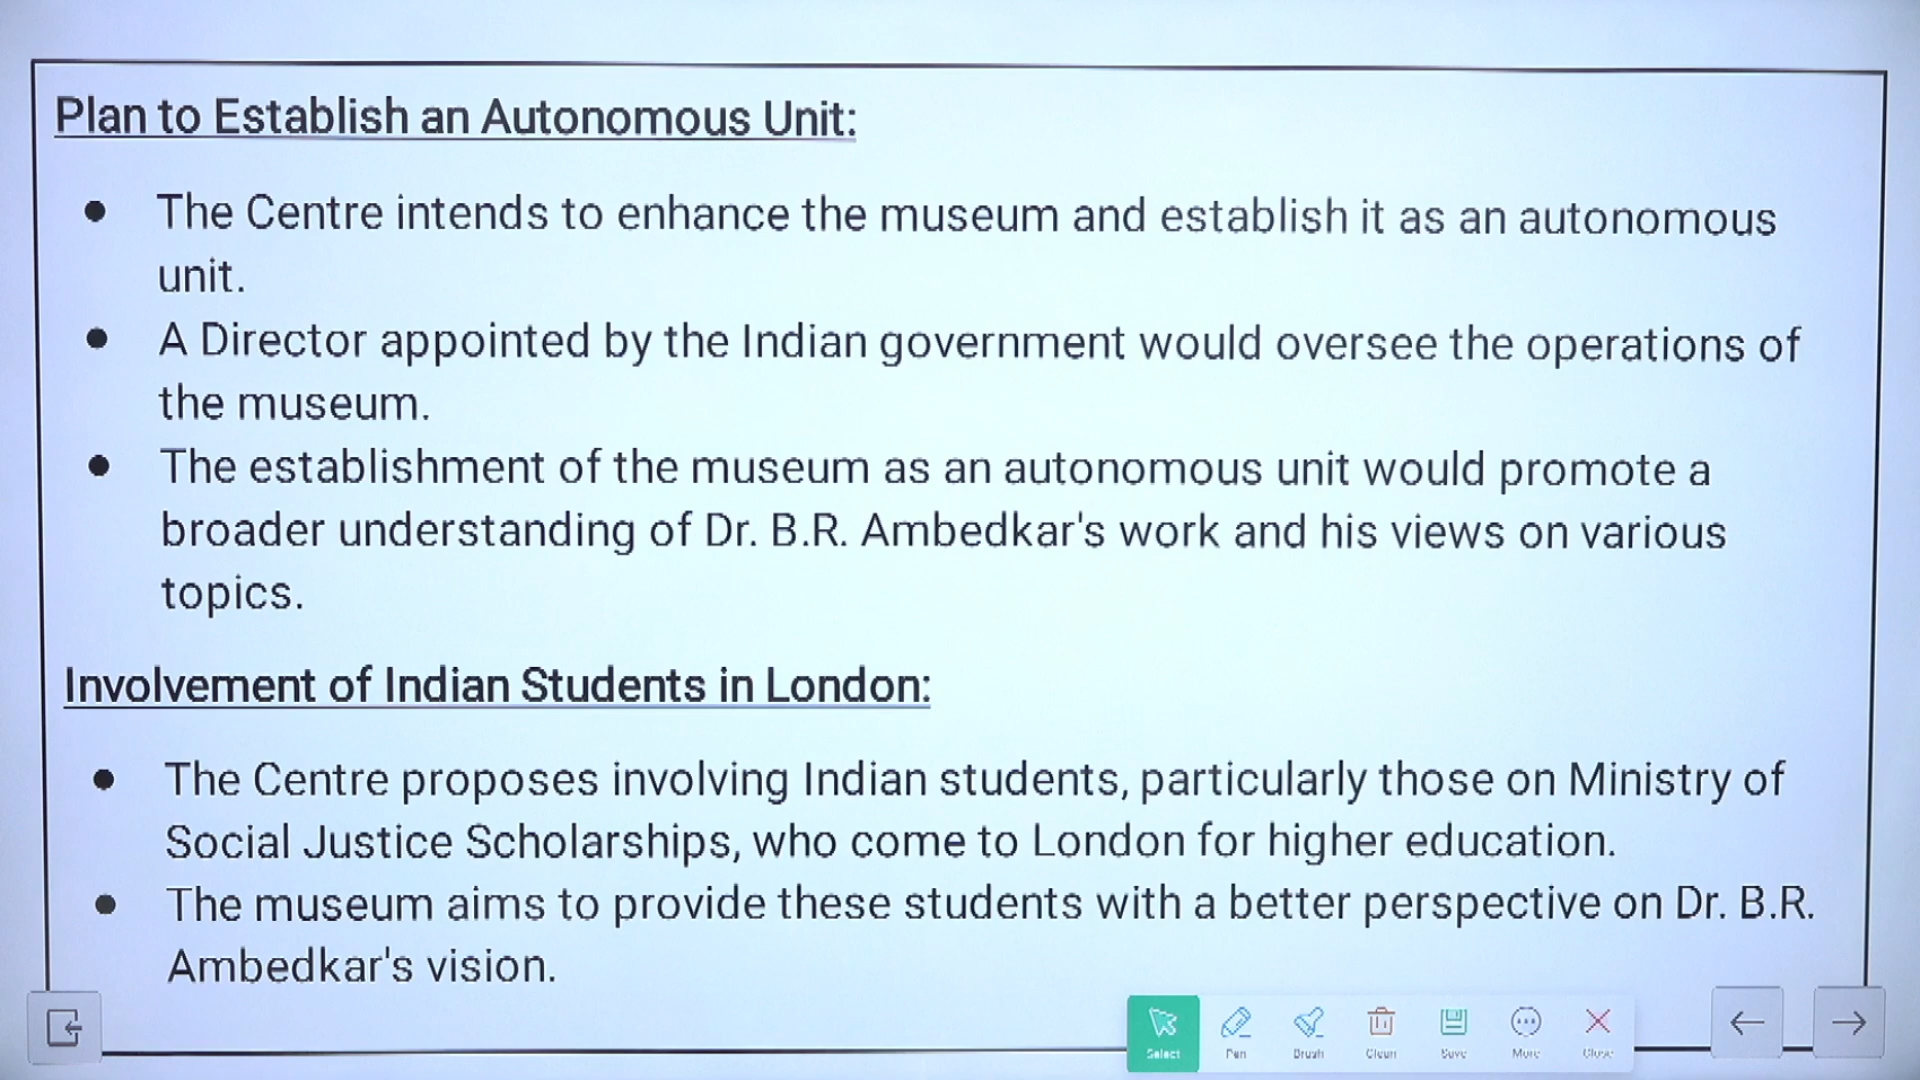 Plan to Establish an Autonomous Unit:
● The Centre intends to enhance the museum and establish it as an autonomous
unit.
● A Director appointed by the Indian government would oversee the operations of
the museum.
● The establishment of the museum as an autonomous unit would promote a
broader understanding of Dr. B.R. Ambedkar's work and his views on various
topics.
Involvement of Indian Students in London:
● The Centre proposes involving Indian students, particularly those on Ministry of
Social Justice Scholarships, who come to London for higher education.
● The museum aims to provide these students with a better perspective on Dr. B.R.
Ambedkar's vision.
Select Pen Brush Clean Save More Close